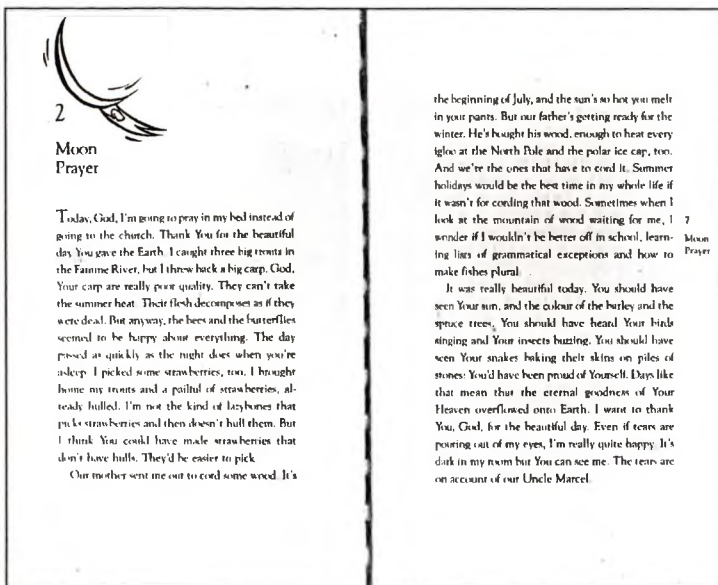 2
Moon
Prayer
Today, God, I'm going to pray in my bed instead of
going to the church. Thank You for the beautiful
day You gave the Earth. I caught three big trouts in
the Famine River, but I threw back a big carp. God,
Your carp are really poor quality. They can't take
the summer heat. Their flesh decomposes as if they
were dead. But anyway, the bees and the butterflies
seemed to be happy about everything. The day
passed as quickly as the night does when you're
asleep. I picked some strawberries, too. I brought
home my trouts and a pailful of strawberries, al-
ready hulled. I'm not the kind of lazybones that
picks strawberries and then doesn't hull them. But
I think You could have made strawberries that
don't have hulls. They'd be easier to pick.
Our mother sent me out to cord some wood. It's
the beginning of July, and the sun's so hot you melt
in your pants. But our father's getting ready for the
winter. He's bought his wood, enough to heat every
igloo at the North Pole and the polar ice cap, too.
And we're the ones that have to cord it. Summer
holidays would be the best time in my whole life if
it wasn't for cording that wood. Sometimes when I
look at the mountain of wood waiting for me, I
wonder if I wouldn't be better off in school, learn-
ing lists of grammatical exceptions and how to
make fishes plural.
It was really beautiful today. You should have
seen Your sun, and the colour of the barley and the
spruce trees. You should have heard Your birds
singing and Your insects buzzing. You should have
seen Your snakes baking their skins on piles of
stones: You'd have been proud of Yourself. Days like
that mean that the eternal goodness of Your
Heaven overflowed onto Earth. I want to thank
You, God, for the beautiful day. Even if tears are
pouring out of my eyes, I'm really quite happy. It's
dark in my room but You can see me. The tears are
on account of our Uncle Marcel.
7
Moon
Prayer